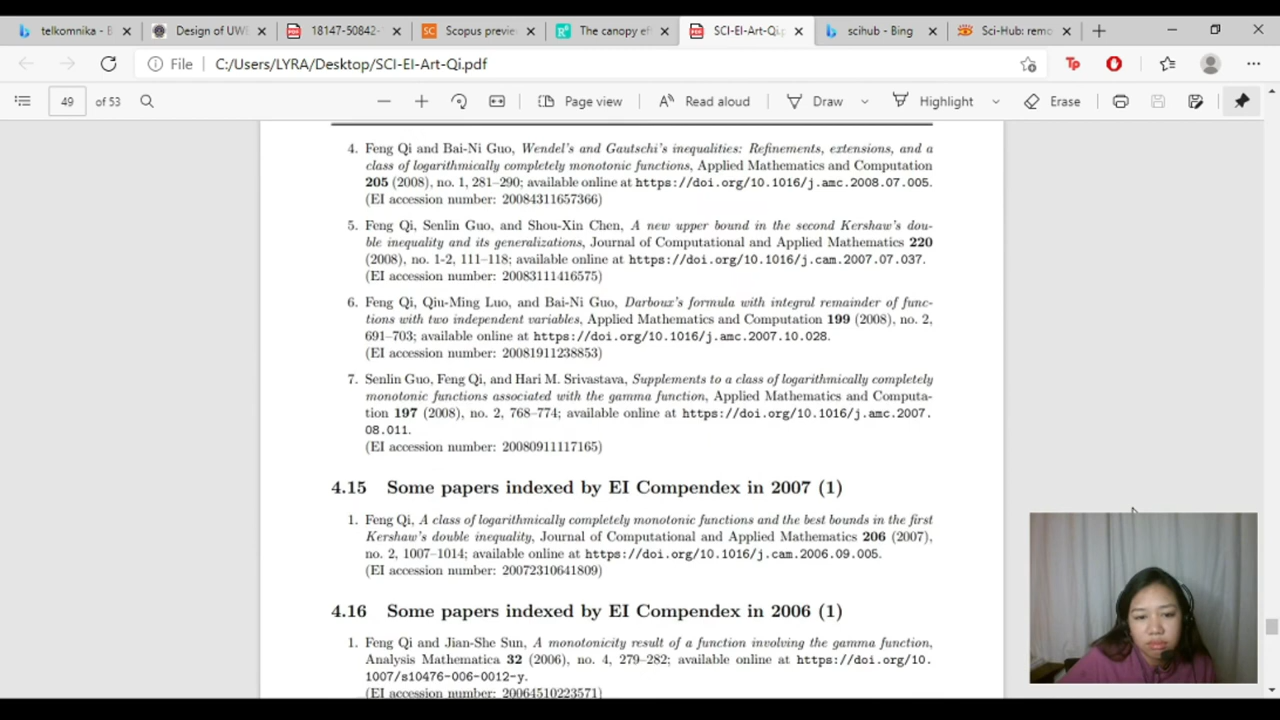 telkomnika - B
Design of UWE
18147-50842-
Scopus previe
The canopy ef
SCI-EI-Art-Qi.p
scihub - Bing
Sci-Hub: remo
File
C:/Users/LYRA/Desktop/SCI-EI-Art-Qi.pdf
49 of 53
Page view
Read aloud
Draw
Highlight
Erase
4. Feng Qi and Bai-Ni Guo, Wendel's and Gautschi's inequalities: Refinements, extensions, and a
class of logarithmically completely monotonic functions, Applied Mathematics and Computation
205 (2008), no. 1, 281–290; available online at https://doi.org/10.1016/j.amc.2008.07.005.
(EI accession number: 20084311657366)
5. Feng Qi, Senlin Guo, and Shou-Xin Chen, A new upper bound in the second Kershaw's dou-
ble inequality and its generalizations, Journal of Computational and Applied Mathematics 220
(2008), no. 1-2, 111–118; available online at https://doi.org/10.1016/j.cam.2007.07.037.
(EI accession number: 20083111416575)
6. Feng Qi, Qiu-Ming Luo, and Bai-Ni Guo, Darboux's formula with integral remainder of func-
tions with two independent variables, Applied Mathematics and Computation 199 (2008), no. 2,
691–703; available online at https://doi.org/10.1016/j.amc.2007.10.028.
(EI accession number: 20081911238853)
7. Senlin Guo, Feng Qi, and Hari M. Srivastava, Supplements to a class of logarithmically completely
monotonic functions associated with the gamma function, Applied Mathematics and Computa-
tion 197 (2008), no. 2, 768–774; available online at https://doi.org/10.1016/j.amc.2007.
08.011.
(EI accession number: 20080911117165)
4.15 Some papers indexed by EI Compendex in 2007 (1)
1. Feng Qi, A class of logarithmically completely monotonic functions and the best bounds in the first
Kershaw's double inequality, Journal of Computational and Applied Mathematics 206 (2007),
no. 2, 1007–1014; available online at https://doi.org/10.1016/j.cam.2006.09.005.
(EI accession number: 20072310641809)
4.16 Some papers indexed by EI Compendex in 2006 (1)
1. Feng Qi and Jian-She Sun, A monotonicity result of a function involving the gamma function,
Analysis Mathematica 32 (2006), no. 4, 279–282; available online at https://doi.org/10.
1007/s10476-006-0012-y.
(EI accession number: 20064510223571)